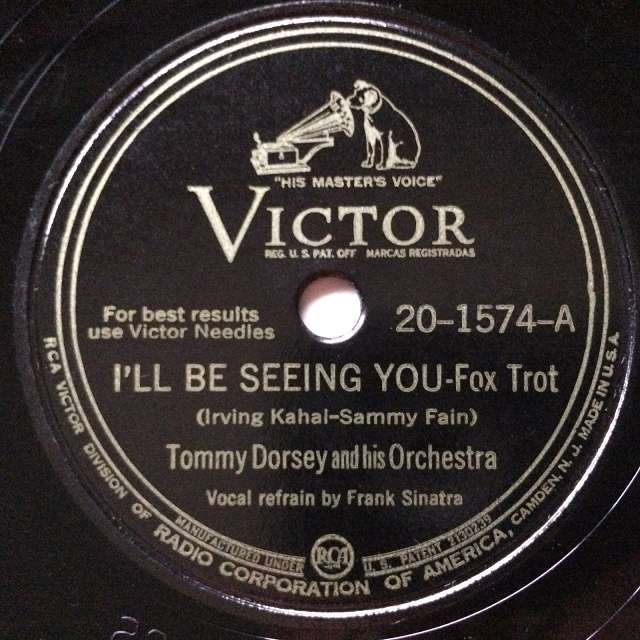 "HIS MASTER'S VOICE"
VICTOR
REG. U.S. PAT. OFF MARCAS REGISTRADAS
For best results
use Victor Needles
20-1574-A
I'LL BE SEEING YOU-Fox Trot
(Irving Kahal-Sammy Fain)
Tommy Dorsey and his Orchestra
Vocal refrain by Frank Sinatra
MANUFACTURED UNDER RCA U.S. PATENT 2130239
RCA VICTOR DIVISION OF RADIO CORPORATION OF AMERICA, CAMDEN, N.J. MADE IN U.S.A.